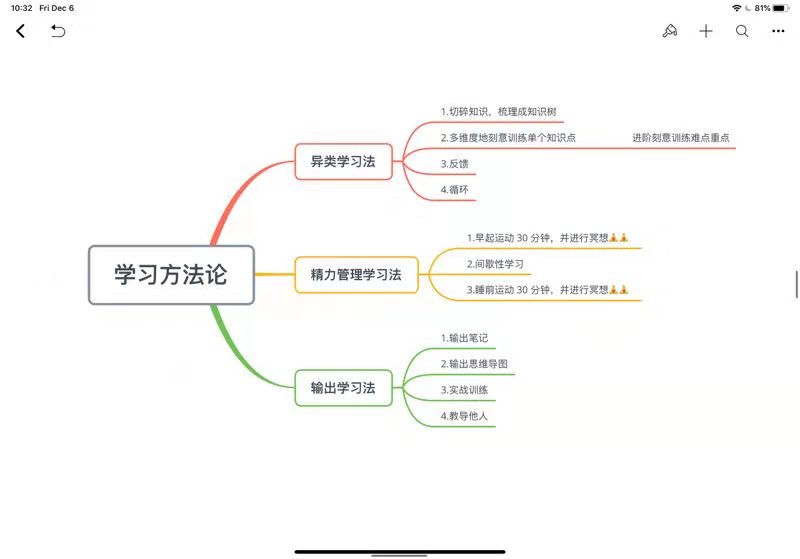 10:32 Fri Dec 6
81%
学习方法论
异类学习法
1.切碎知识，梳理成知识树
2.多维度地刻意训练单个知识点
进阶刻意训练难点重点
3.反馈
4.循环
精力管理学习法
1.早起运动 30 分钟，并进行冥想🧘🧘
2.间歇性学习
3.睡前运动 30 分钟，并进行冥想🧘🧘
输出学习法
1.输出笔记
2.输出思维导图
3.实战训练
4.教导他人